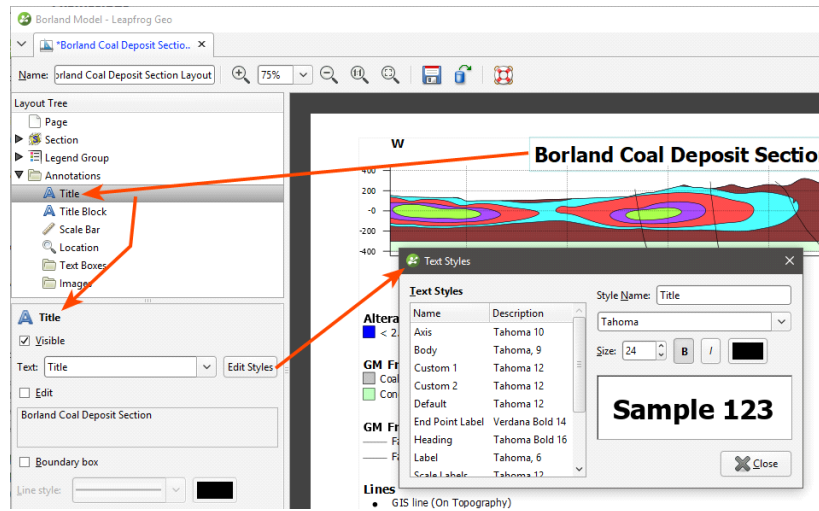 Borland Model - Leapfrog Geo
*Borland Coal Deposit Sectio..
Name: orland Coal Deposit Section Layout
75%
Layout Tree
Page
Section
Legend Group
Annotations
Title
Title Block
Scale Bar
Location
Text Boxes
Images
Title
Visible
Text: Title Edit Styles
Edit
Borland Coal Deposit Section
Boundary box
Line style:
W
Borland Coal Deposit Sectio
400
200
-0
-200
-400
Altera
< 2.
GM Fr
Coal
Con
GM Fr
Fa
Fa
Lines
GIS line (On Topography)
Text Styles
Text Styles
Name Description
Axis Tahoma 10
Body Tahoma, 9
Custom 1 Tahoma 12
Custom 2 Tahoma 12
Default Tahoma 12
End Point Label Verdana Bold 14
Heading Tahoma Bold 16
Label Tahoma, 6
Scale Labels Tahoma 12
Style Name: Title
Tahoma
Size: 24 B I
Sample 123
Close